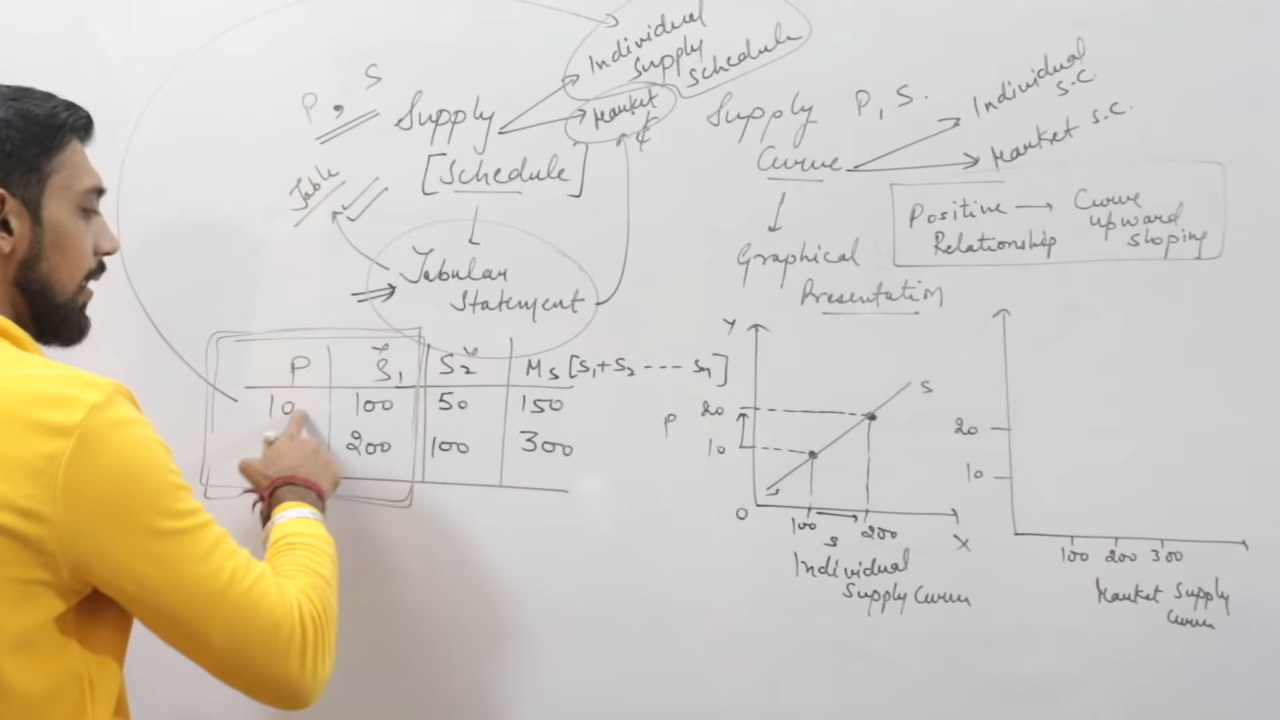 P, S
Supply
[Schedule]
Individual
Supply
Schedule
Market
Table
Tabular
Statement
P S1 S2 MS [S1+S2 ---- Sn]
10 100 50 150
200 100 300
Supply P, S.
Curve
Individual
S.C.
Market S.C.
Graphical
Presentation
Positive → Curve
Relationship upward
sloping
Y
S
P
20
10
O
100 200
S
X
Individual
Supply Curve
20
10
100 200 300
Market Supply
Curve